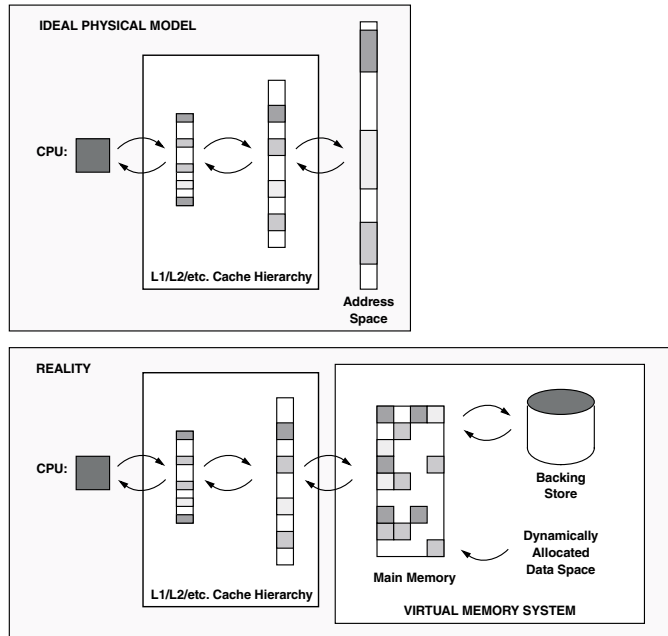 IDEAL PHYSICAL MODEL
CPU:
L1/L2/etc. Cache Hierarchy
Address
Space
REALITY
CPU:
L1/L2/etc. Cache Hierarchy
Main Memory
Backing
Store
Dynamically
Allocated
Data Space
VIRTUAL MEMORY SYSTEM